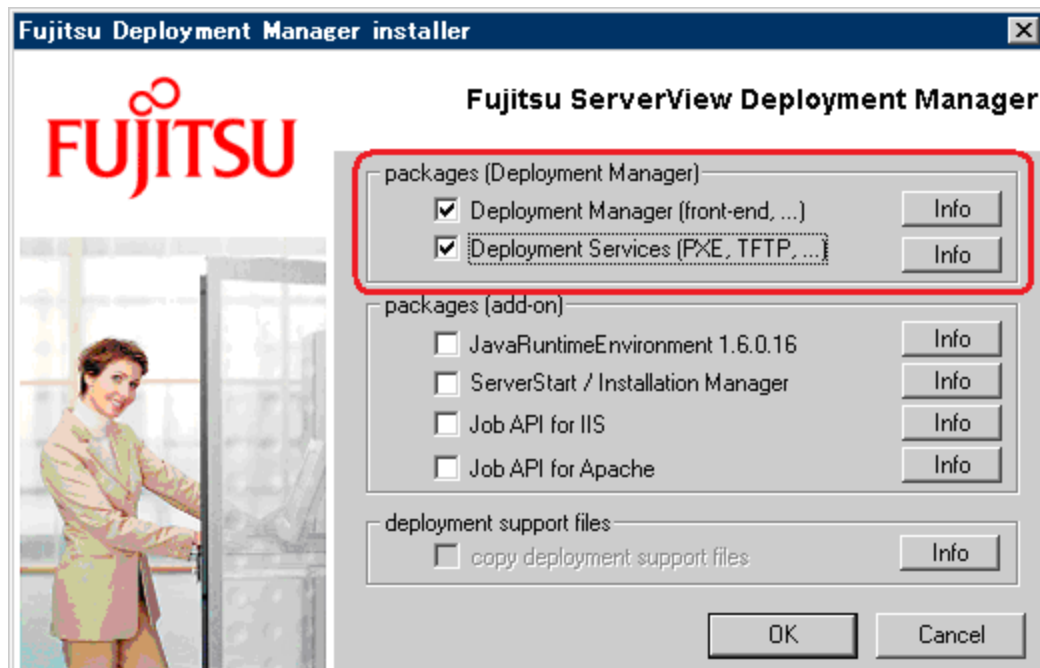 Fujitsu Deployment Manager installer
FUJITSU
Fujitsu ServerView Deployment Manager
packages (Deployment Manager)
Deployment Manager (front-end, ...) Info
Deployment Services (PXE, TFTP, ...) Info
packages (add-on)
JavaRuntimeEnvironment 1.6.0.16 Info
ServerStart / Installation Manager Info
Job API for IIS Info
Job API for Apache Info
deployment support files
copy deployment support files Info
OK Cancel